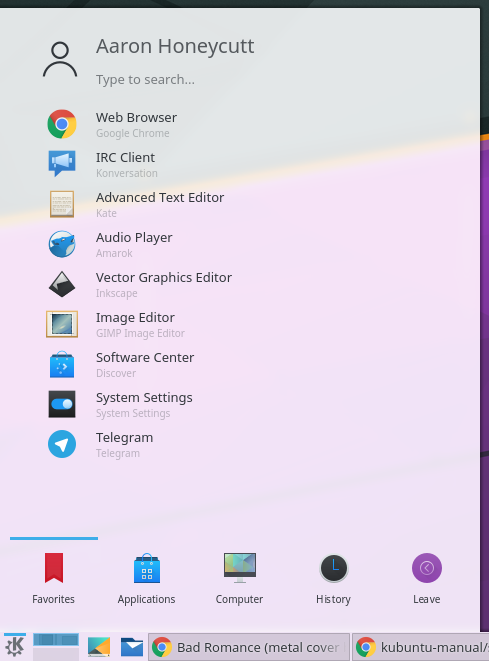 Aaron Honeycutt
Type to search...
Web Browser
Google Chrome
IRC Client
Konversation
Advanced Text Editor
Kate
Audio Player
Amarok
Vector Graphics Editor
Inkscape
Image Editor
GIMP Image Editor
Software Center
Discover
System Settings
System Settings
Telegram
Telegram
Favorites Applications Computer History Leave
Bad Romance (metal cover kubuntu-manual/